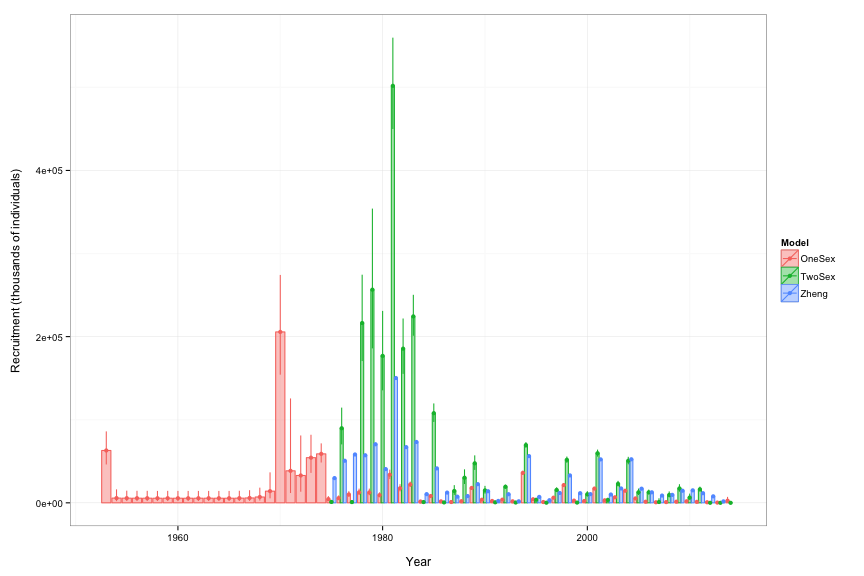 Recruitment (thousands of individuals)
4e+05
2e+05
0e+00
1960
1980
2000
Year
Model
OneSex
TwoSex
Zheng